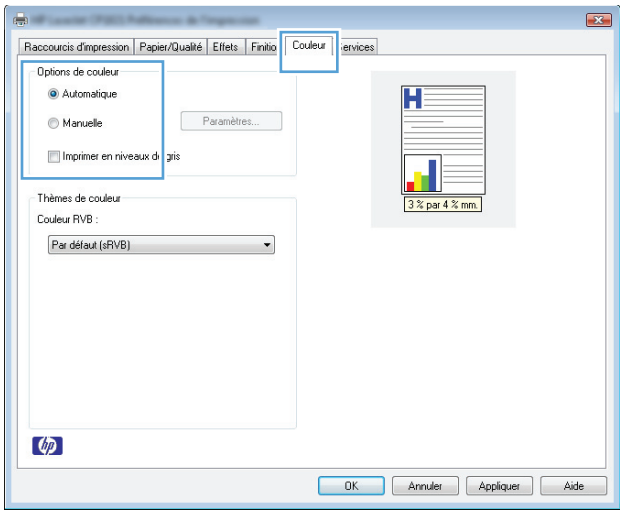 Raccourcis d'impression Papier/Qualité Effets Finitio Couleur ervices
Options de couleur
Automatique
Manuelle
Paramètres...
Imprimer en niveaux de gris
H
3 % par 4 % mm.
Thèmes de couleur
Couleur RVB :
Par défaut (sRVB)
hp
OK Annuler Appliquer Aide